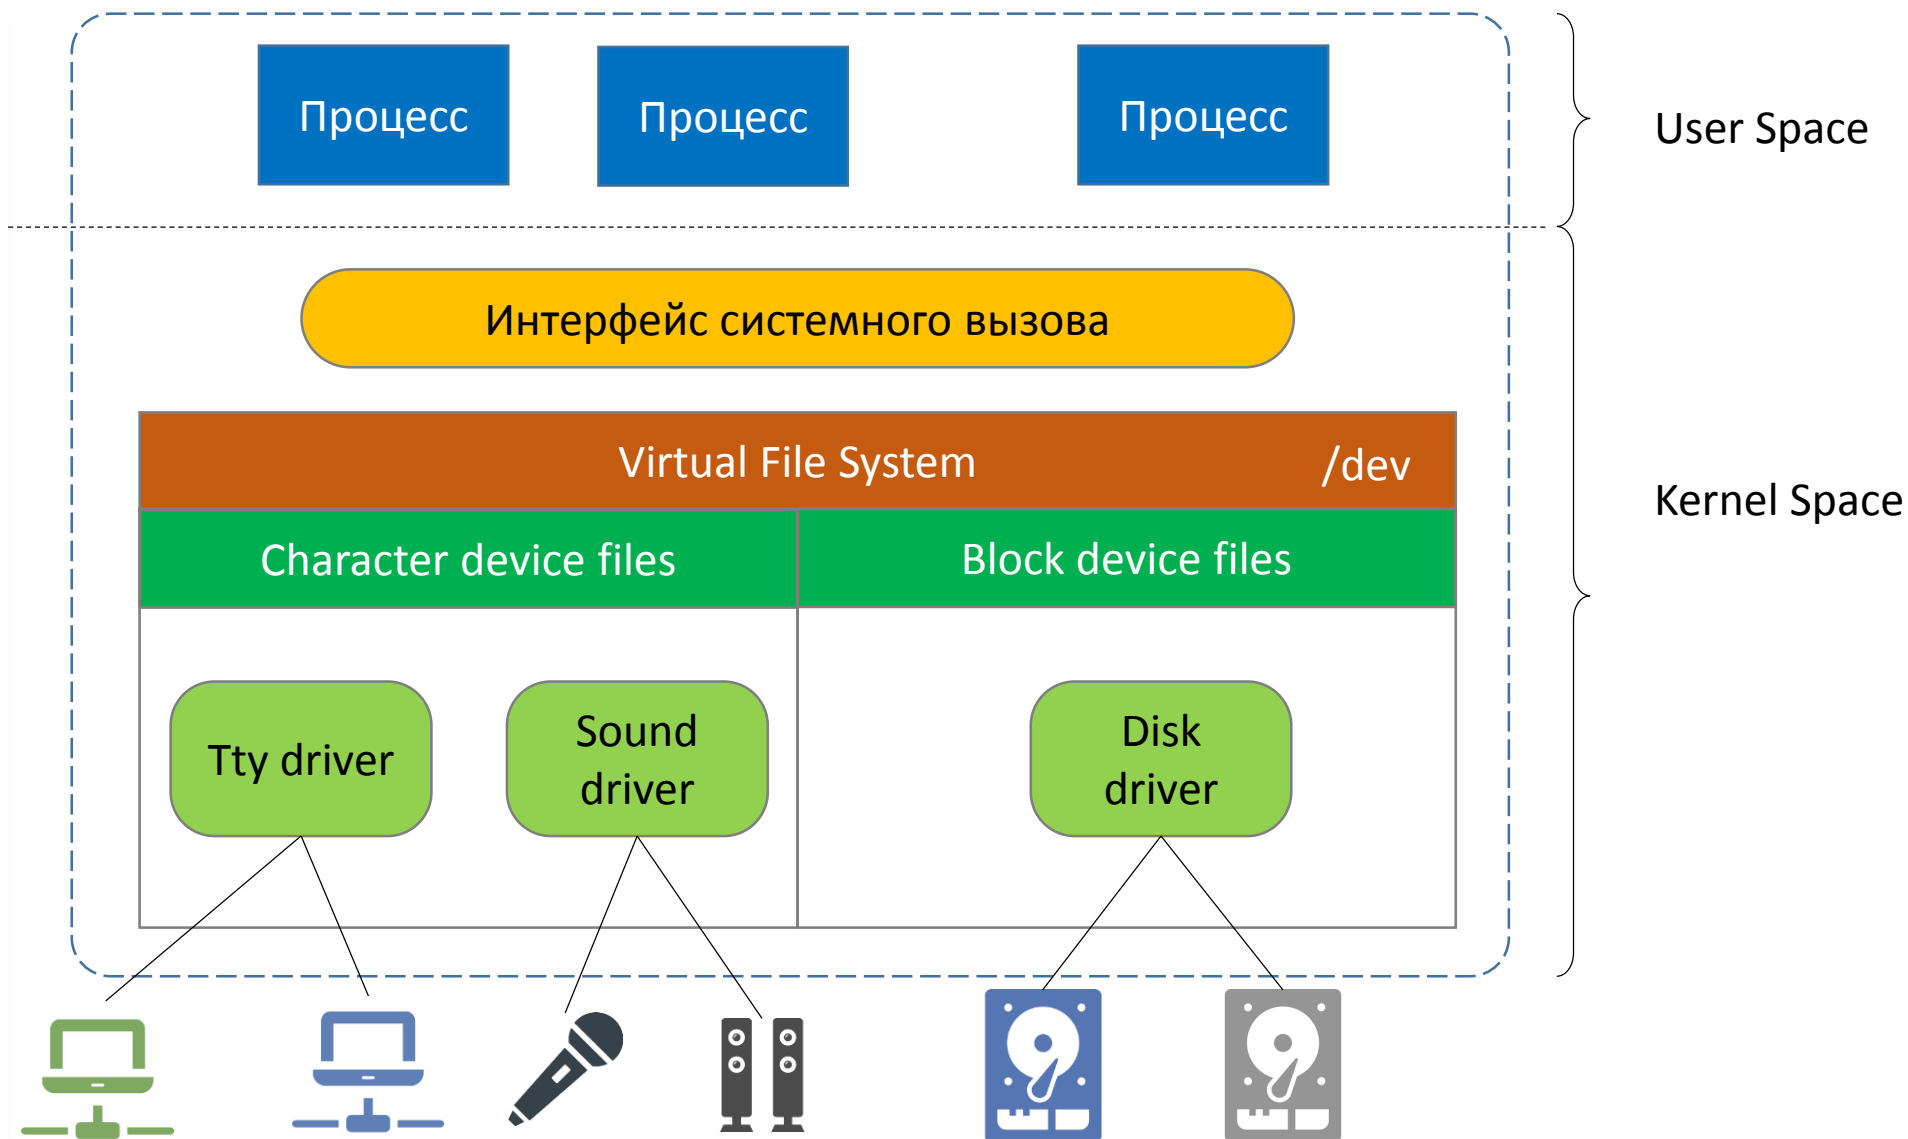 Процесс
Процесс
Процесс
User Space
Интерфейс системного вызова
Virtual File System
/dev
Kernel Space
Character device files
Block device files
Tty driver
Sound
driver
Disk
driver